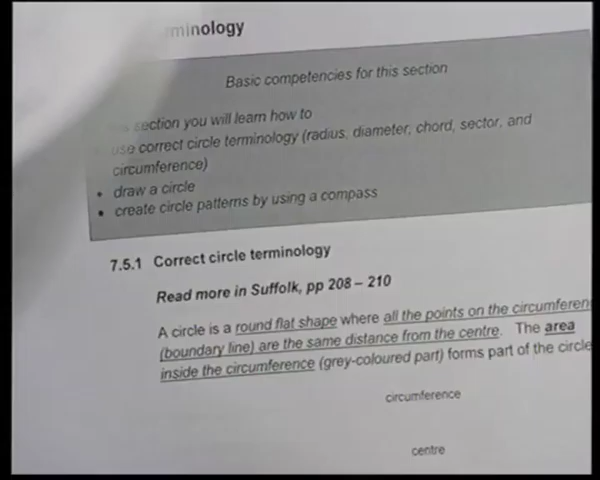 minology
Basic competencies for this section
section you will learn how to
use correct circle terminology (radius, diameter, chord, sector, and
circumference)
• draw a circle
• create circle patterns by using a compass
7.5.1 Correct circle terminology
Read more in Suffolk, pp 208 – 210
A circle is a round flat shape where all the points on the circumferen
(boundary line) are the same distance from the centre. The area
inside the circumference (grey-coloured part) forms part of the circle
circumference
centre